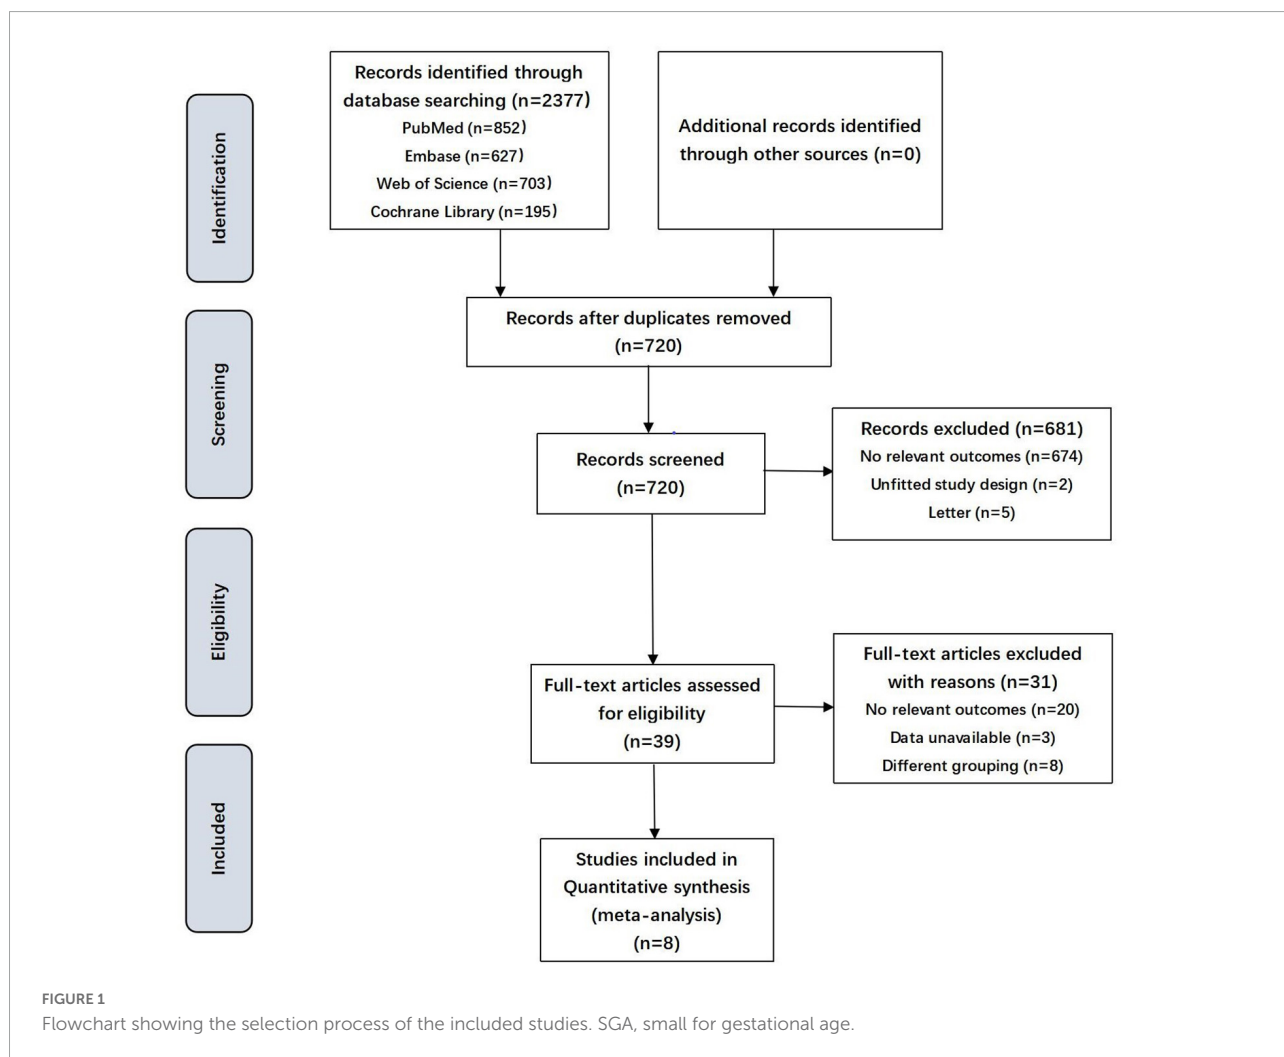 Identification
Records identified through
database searching (n=2377)
PubMed (n=852)
Embase (n=627)
Web of Science (n=703)
Cochrane Library (n=195)
Additional records identified
through other sources (n=0)
Screening
Records after duplicates removed
(n=720)
Records screened
(n=720)
Records excluded (n=681)
No relevant outcomes (n=674)
Unfitted study design (n=2)
Letter (n=5)
Eligibility
Full-text articles assessed
for eligibility
(n=39)
Full-text articles excluded
with reasons (n=31)
No relevant outcomes (n=20)
Data unavailable (n=3)
Different grouping (n=8)
Included
Studies included in
Quantitative synthesis
(meta-analysis)
(n=8)
FIGURE 1
Flowchart showing the selection process of the included studies. SGA, small for gestational age.